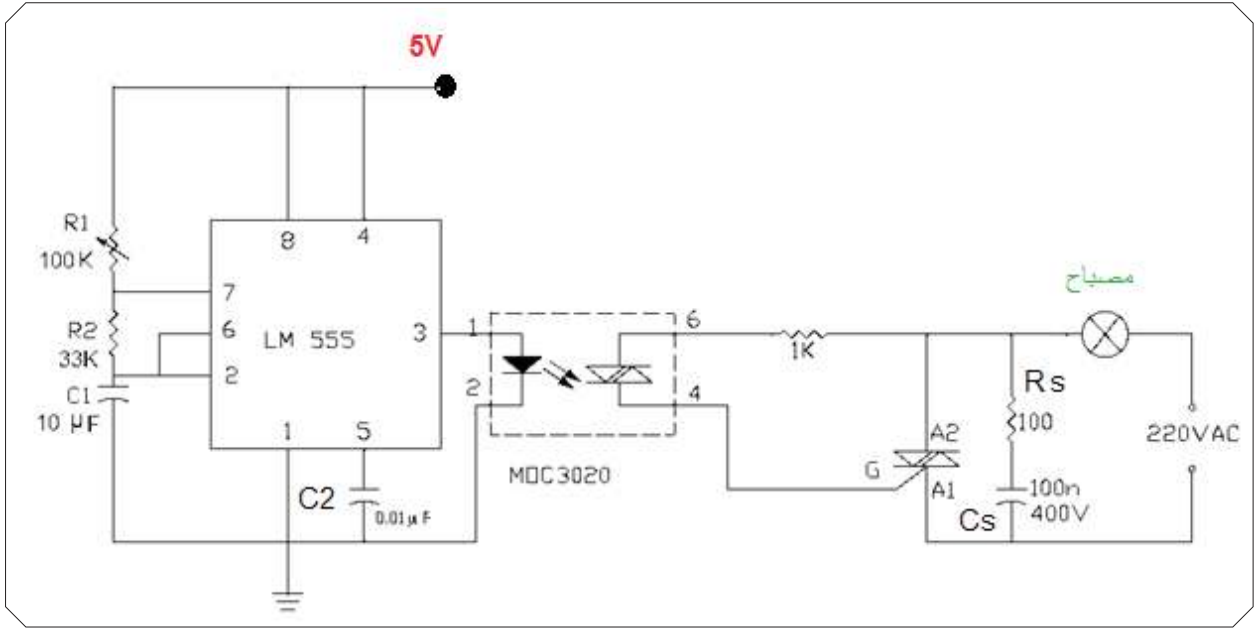 5V
R1
100K
8 4
7
R2
33K
6
LM 555
3
2
C1
10 µF
1 5
C2
0.01µF
1
2
6
4
MOC3020
1K
مصباح
Rs
100
220VAC
A2
G
A1
100n
400V
Cs